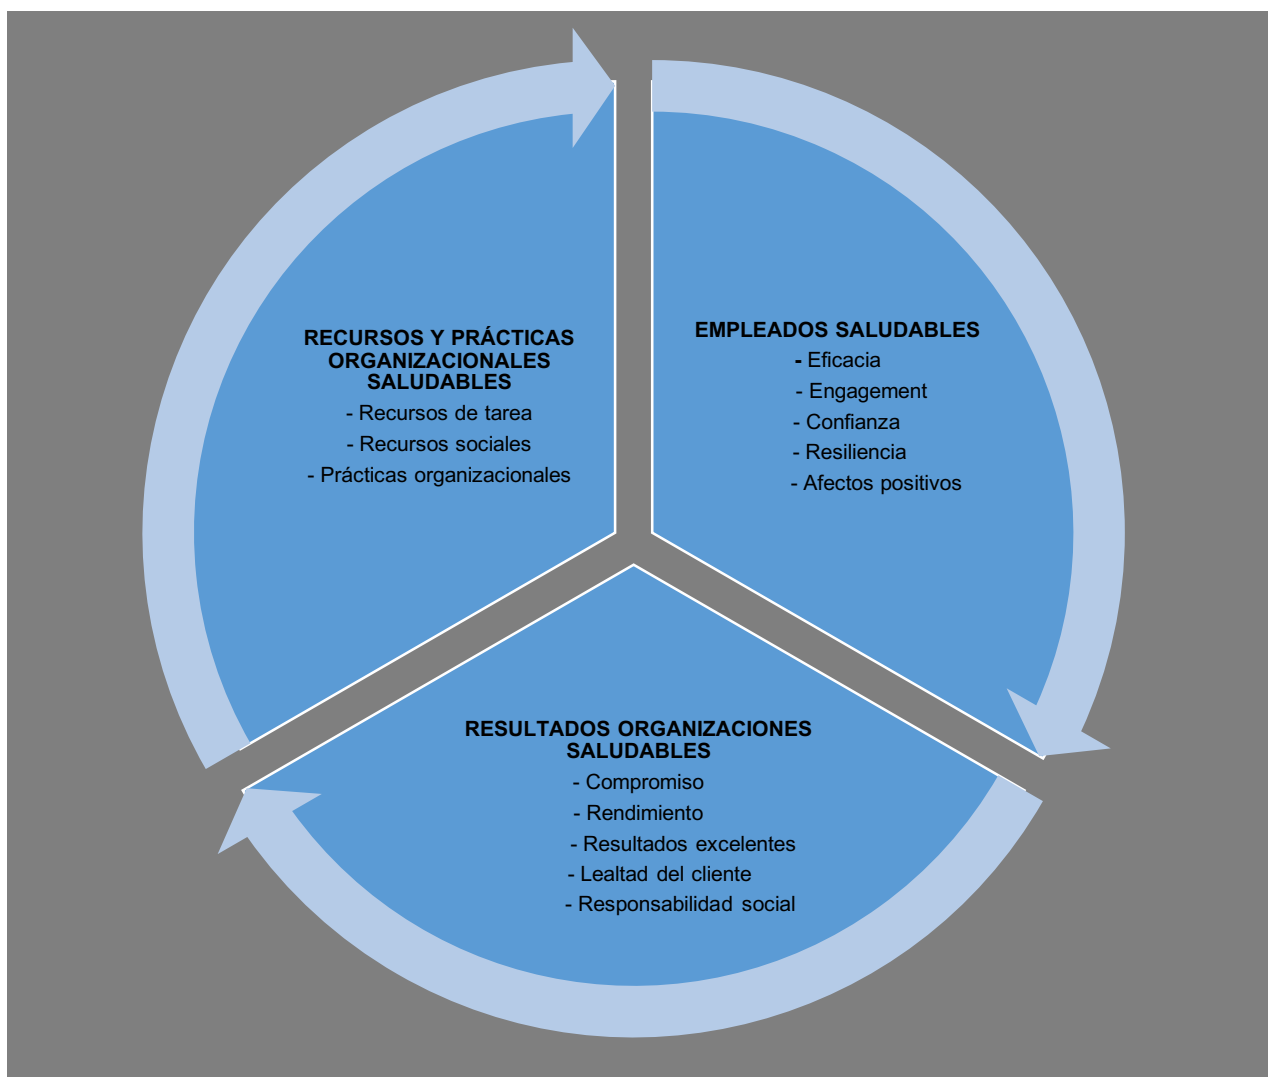 RECURSOS Y PRÁCTICAS
ORGANIZACIONALES
SALUDABLES
- Recursos de tarea
- Recursos sociales
- Prácticas organizacionales
EMPLEADOS SALUDABLES
- Eficacia
- Engagement
- Confianza
- Resiliencia
- Afectos positivos
RESULTADOS ORGANIZACIONES
SALUDABLES
- Compromiso
- Rendimiento
- Resultados excelentes
- Lealtad del cliente
- Responsabilidad social